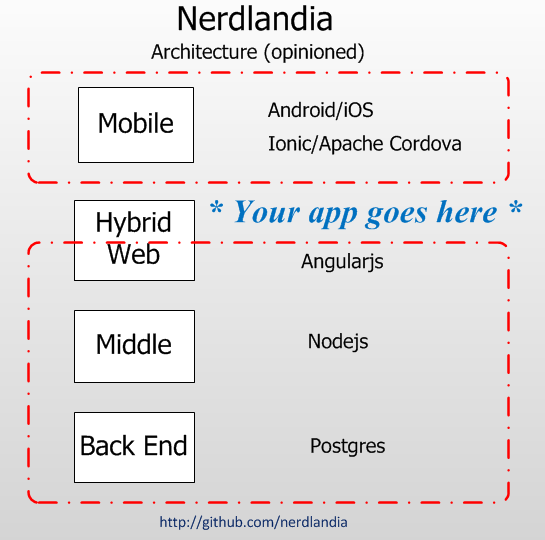 Nerdlandia
Architecture (opinioned)
Mobile
Android/iOS
Ionic/Apache Cordova
Hybrid
Web
* Your app goes here *
Angularjs
Middle
Nodejs
Back End
Postgres
http://github.com/nerdlandia